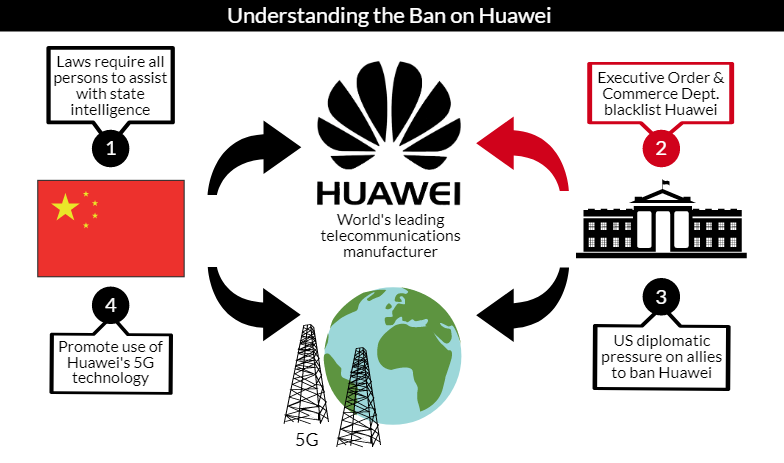 Understanding the Ban on Huawei
Laws require all
persons to assist
with state
intelligence
1
HUAWEI
World's leading
telecommunications
manufacturer
Executive Order &
Commerce Dept.
blacklist Huawei
2
4
Promote use of
Huawei's 5G
technology
5G
3
US diplomatic
pressure on allies
to ban Huawei